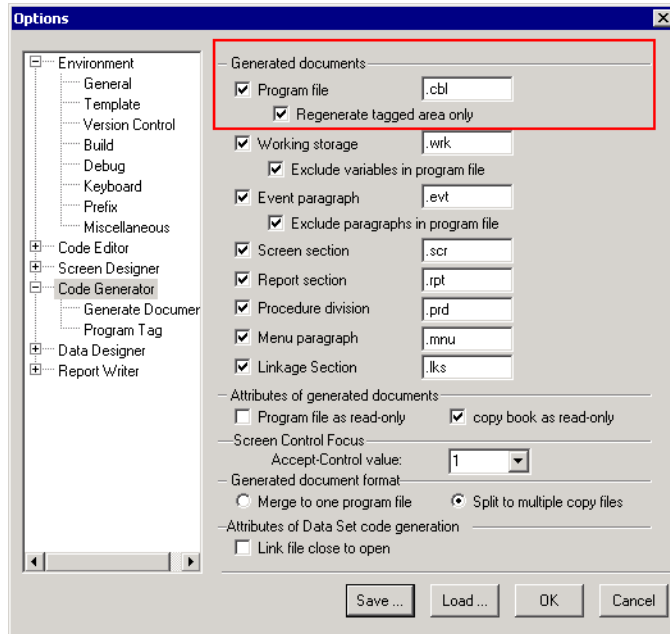 Options
Environment
General
Template
Version Control
Build
Debug
Keyboard
Prefix
Miscellaneous
Code Editor
Screen Designer
Code Generator
Generate Documer
Program Tag
Data Designer
Report Writer
Generated documents
Program file .cbl
Regenerate tagged area only
Working storage .wrk
Exclude variables in program file
Event paragraph .evt
Exclude paragraphs in program file
Screen section .scr
Report section .rpt
Procedure division .prd
Menu paragraph .mnu
Linkage Section .lks
Attributes of generated documents
Program file as read-only copy book as read-only
Screen Control Focus
Accept-Control value: 1
Generated document format
Merge to one program file Split to multiple copy files
Attributes of Data Set code generation
Link file close to open
Save ... Load ... OK Cancel